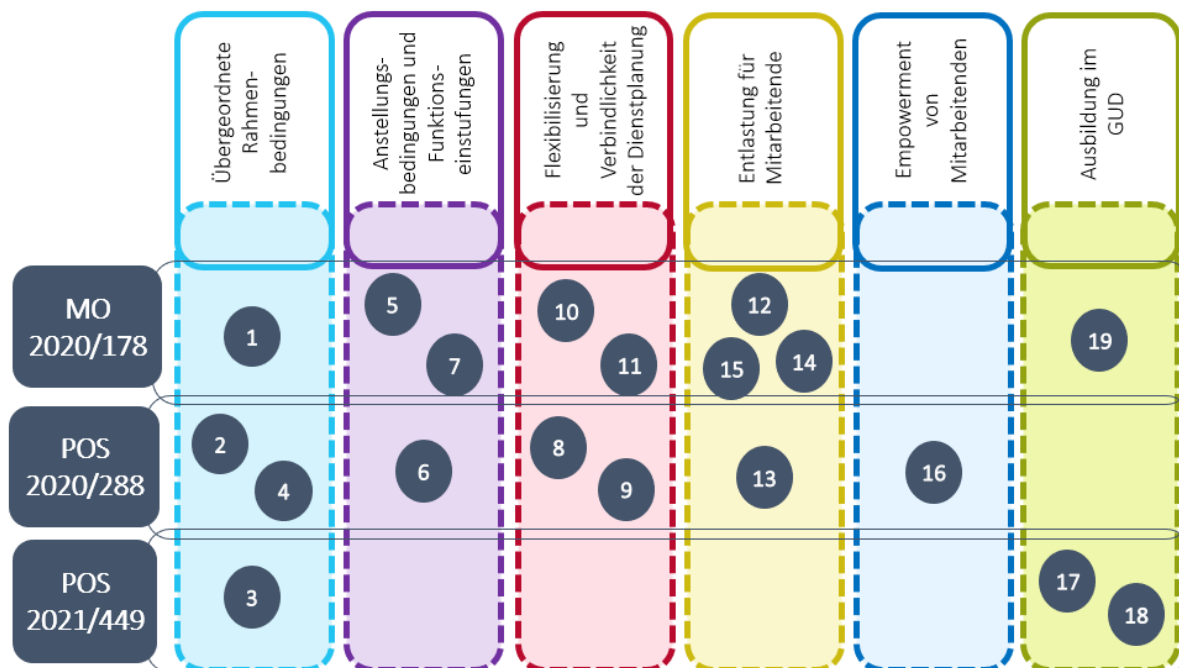 Übergeordnete
Rahmen-
bedingungen
Anstellungs-
bedingungen und
Funktions-
einstufungen
Flexibilisierung
und
Verbindlichkeit
der Dienstplanung
Entlastung für
Mitarbeitende
Empowerment
von
Mitarbeitenden
Ausbildung im
GUD
MO
2020/178
1
5
7
10
11
12
15
14
19
POS
2020/288
2
4
6
8
9
13
16
POS
2021/449
3
17
18